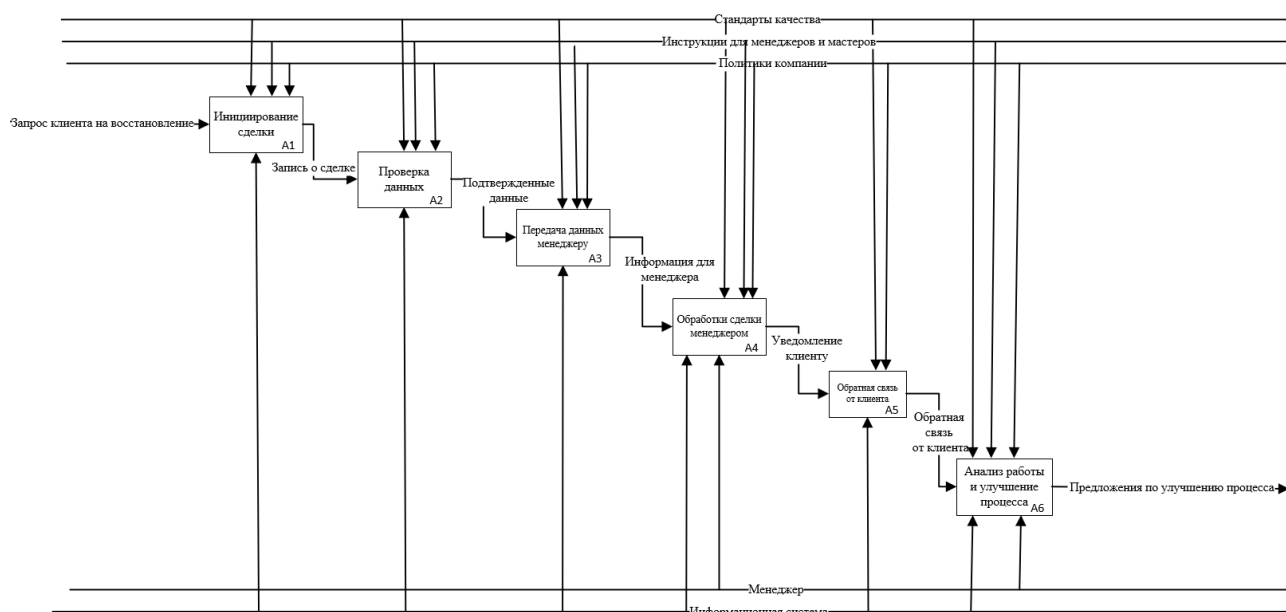 Стандарты качества
Инструкции для менеджеров и мастеров
Политики компании
Запрос клиента на восстановление
Инициирование
сделки
A1
Запись о сделке
Проверка
данных
A2
Подтвержденные
данные
Передача данных
менеджеру
A3
Информация для
менеджера
Обработки сделки
менеджером
A4
Уведомление
клиенту
Обратная связь
от клиента
A5
Обратная
связь
от клиента
Анализ работы
и улучшение
процесса
A6
Предложения по улучшению процесса
Менеджер
Информационная система